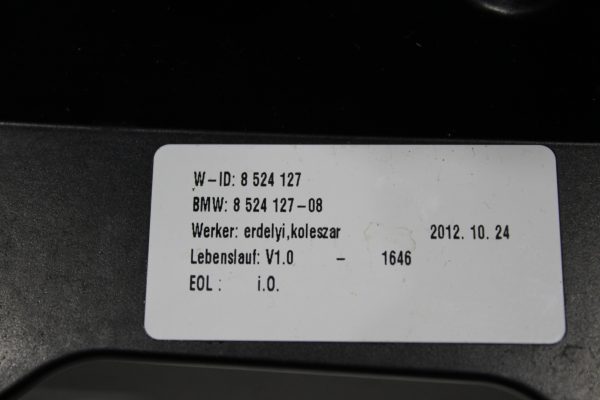 W-ID: 8 524 127
BMW: 8 524 127-08
Werker: erdelyi,koleszar 2012. 10. 24
Lebenslauf: V1.0 - 1646
EOL : i.O.